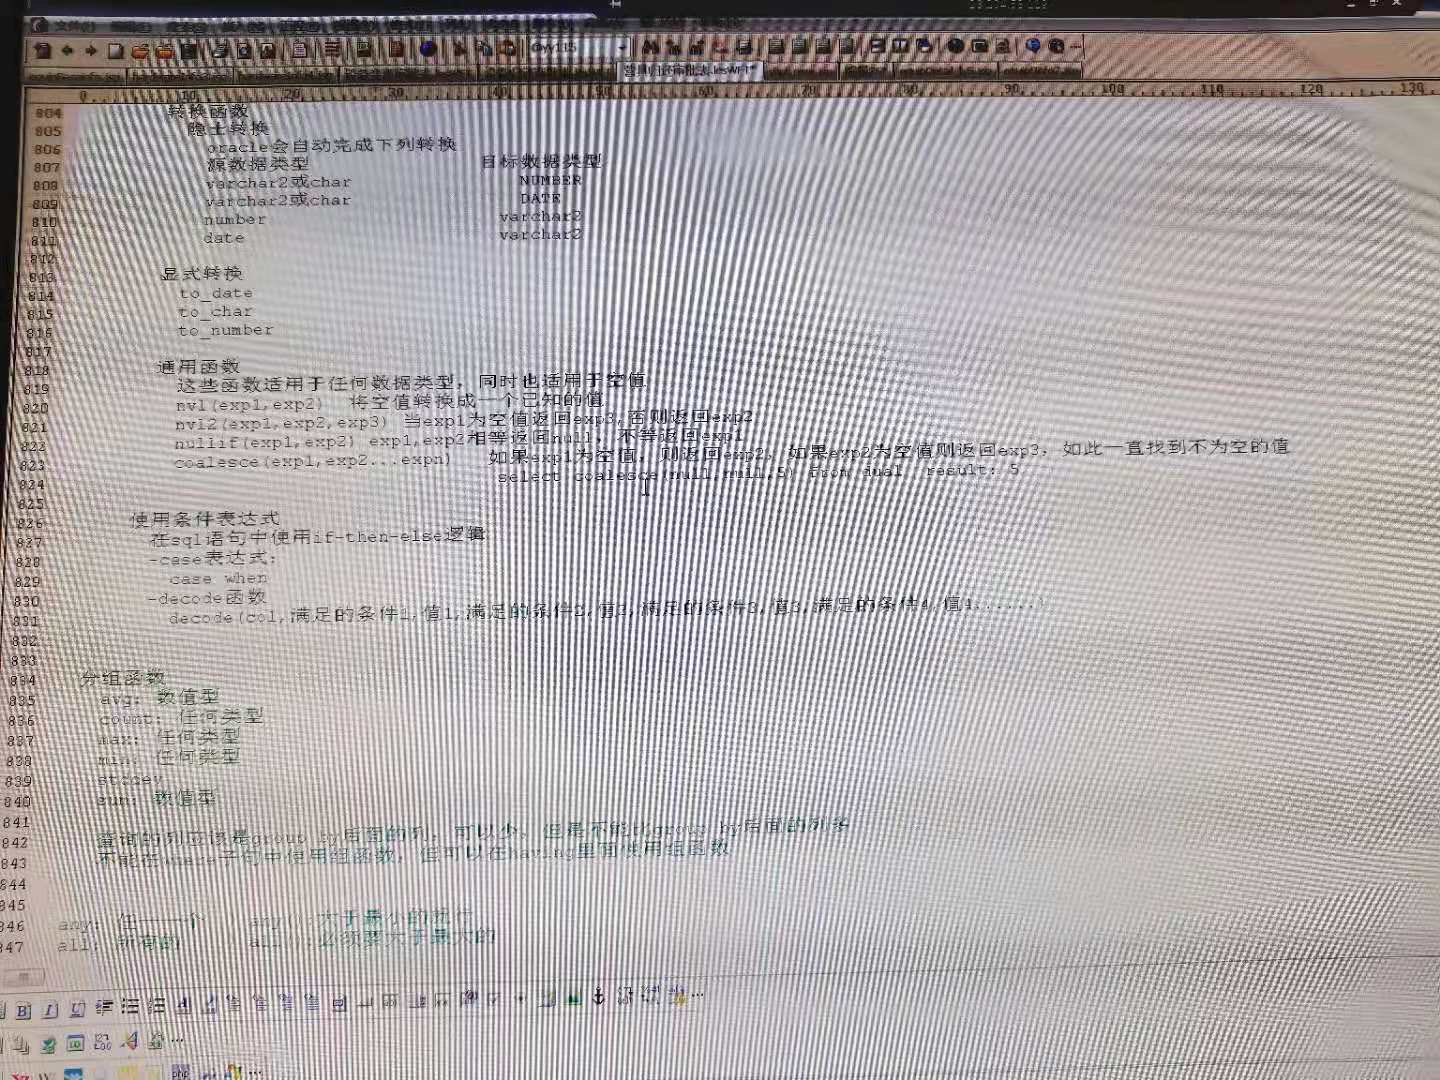 文件(F)
@yy115
0 10 20 30 40 50 60 70 80 90 100 110 120 130
804 转换函数
805 隐士转换
806 oracle会自动完成下列转换
807 源数据类型 目标数据类型
808 varchar2或char NUMBER
809 varchar2或char DATE
810 number varchar2
811 date varchar2
812
813 显式转换
814 to_date
815 to_char
816 to_number
817
818 通用函数
819 这些函数适用于任何数据类型，同时也适用于空值
820 nvl(exp1,exp2) 将空值转换成一个已知的值
821 nvl2(exp1,exp2,exp3) 当exp1为空值返回exp3,否则返回exp2
822 nullif(exp1,exp2) exp1,exp2相等返回null，不等返回exp1
823 coalesce(exp1,exp2...expn) 如果exp1为空值，则返回exp2，如果exp2为空值则返回exp3，如此一直找到不为空的值
824 select coalesce(null,null,5) from dual result: 5
825
826 使用条件表达式
827 在sql语句中使用if-then-else逻辑
828 -case表达式:
829 case when
830 -decode函数
831 decode(col,满足的条件1,值1,满足的条件2,值2,满足的条件3,值3,满足的条件4,值4......)
832
833
834 分组函数
835 avg: 数值型
836 count: 任何类型
837 max: 任何类型
838 min: 任何类型
839 stddev
840 sum: 数值型
841
842 查询的列应该是group by后面的列，可以少，但是不能比group by后面的列多
843 不能在where子句中使用组函数，但可以在having里面使用组函数
844
845
846 any: 任一一个 any():大于最小的就行
847 all: 所有的 all():必须要大于最大的